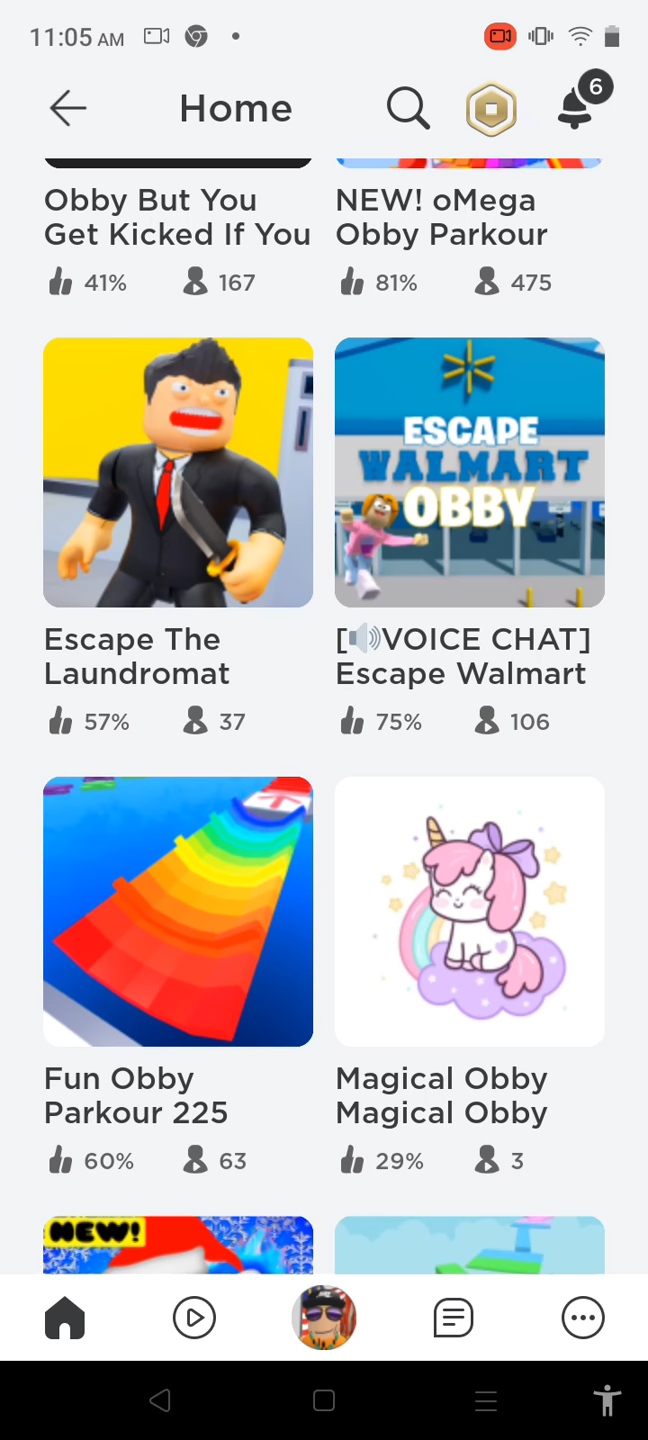 11:05 AM
Home
6
Obby But You
Get Kicked If You
41%
167
NEW! oMega
Obby Parkour
81%
475
ESCAPE
WALMART
OBBY
Escape The
Laundromat
57%
37
[🔊VOICE CHAT]
Escape Walmart
75%
106
Fun Obby
Parkour 225
60%
63
Magical Obby
Magical Obby
29%
3
NEW!